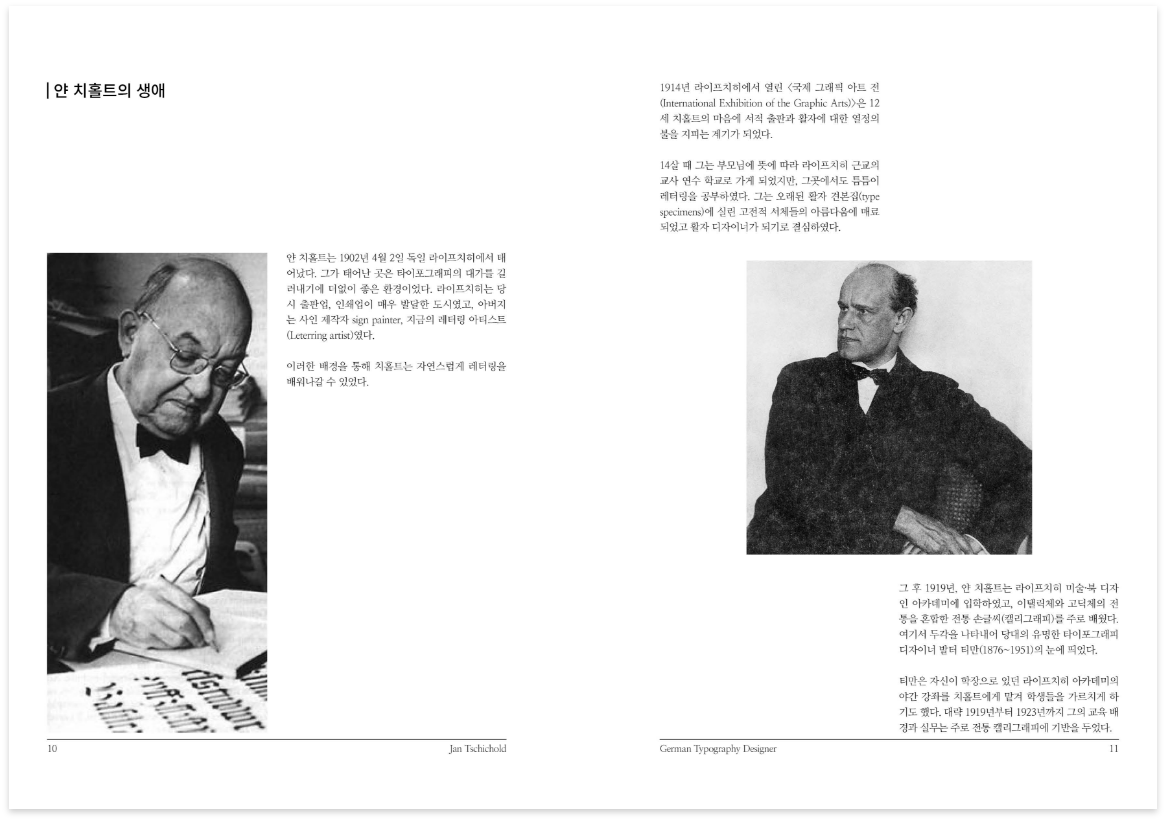 얀 치홀트의 생애
얀 치홀트는 1902년 4월 2일 독일 라이프치히에서 태
어났다. 그가 태어난 곳은 타이포그래피의 대가를 길
러내기에 더없이 좋은 환경이었다. 라이프치히는 당
시 출판업, 인쇄업이 매우 발달한 도시였고, 아버지
는 사인 제작자 sign painter, 지금의 레터링 아티스트
(Leterring artist)였다.
이러한 배경을 통해 치홀트는 자연스럽게 레터링을
배워나갈 수 있었다.
10
Jan Tschichold
1914년 라이프치히에서 열린 〈국제 그래픽 아트 전
(International Exhibition of the Graphic Arts)〉은 12
세 치홀트의 마음에 서적 출판과 활자에 대한 열정의
불을 지피는 계기가 되었다.
14살 때 그는 부모님에 뜻에 따라 라이프치히 근교의
교사 연수 학교로 가게 되었지만, 그곳에서도 틈틈이
레터링을 공부하였다. 그는 오래된 활자 견본집(type
specimens)에 실린 고전적 서체들의 아름다움에 매료
되었고 활자 디자이너가 되기로 결심하였다.
그 후 1919년, 얀 치홀트는 라이프치히 미술·북 디자
인 아카데미에 입학하였고, 이텔릭체와 고딕체의 전
통을 혼합한 전통 손글씨(캘리그래피)를 주로 배웠다.
여기서 두각을 나타내어 당대의 유명한 타이포그래피
디자이너 발터 티만(1876~1951)의 눈에 띄었다.
티만은 자신이 학장으로 있던 라이프치히 아카데미의
야간 강좌를 치홀트에게 맡겨 학생들을 가르치게 하
기도 했다. 대략 1919년부터 1923년까지 그의 교육 배
경과 실무는 주로 전통 캘리그래피에 기반을 두었다.
German Typography Designer
11